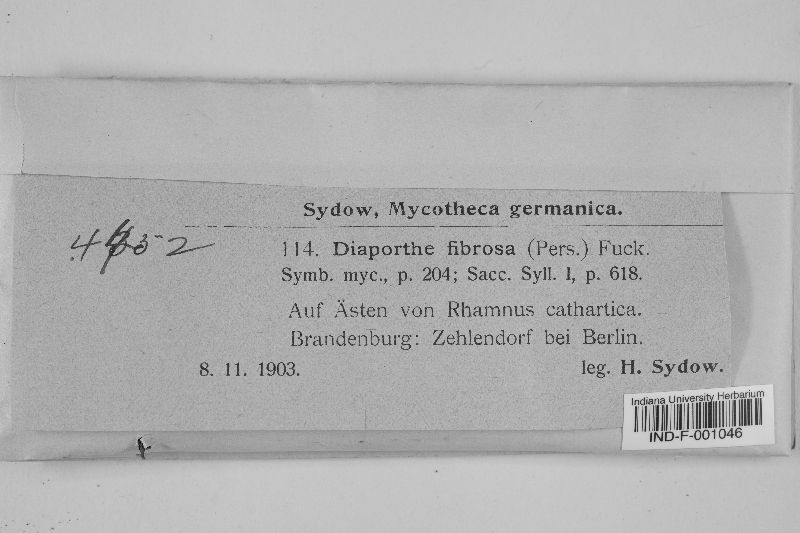 Sydow, Mycotheca germanica.
114. Diaporthe fibrosa (Pers.) Fuck.
Symb. myc., p. 204; Sacc. Syll. I, p. 618.
Auf Ästen von Rhamnus cathartica.
Brandenburg: Zehlendorf bei Berlin.
8. 11. 1903. leg. H. Sydow.
Indiana University Herbarium
IND-F-001046